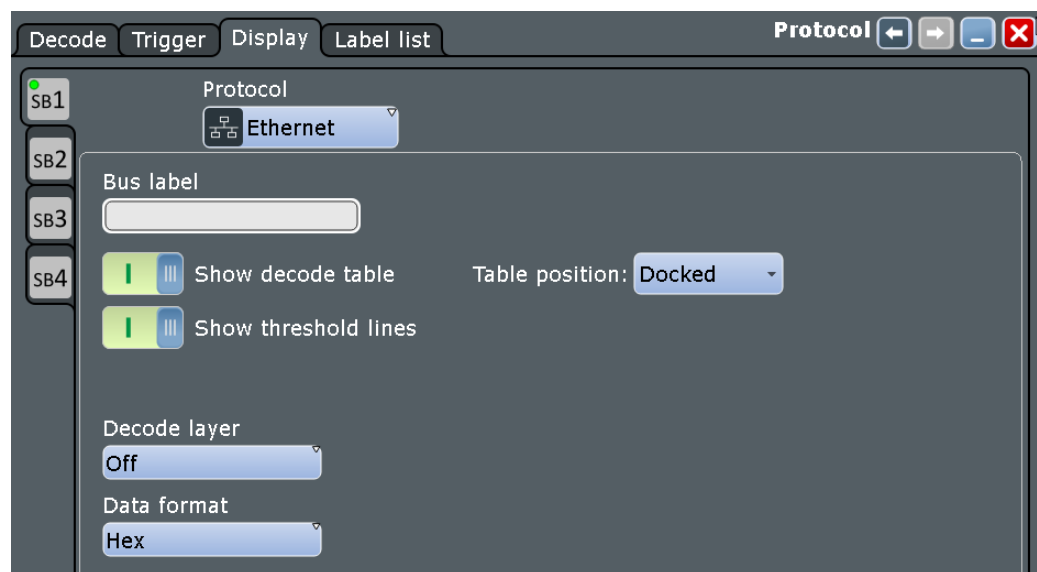 Decode Trigger Display Label list Protocol
SB1
SB2
SB3
SB4
Protocol
Ethernet
Bus label
Show decode table Table position: Docked
Show threshold lines
Decode layer
Off
Data format
Hex